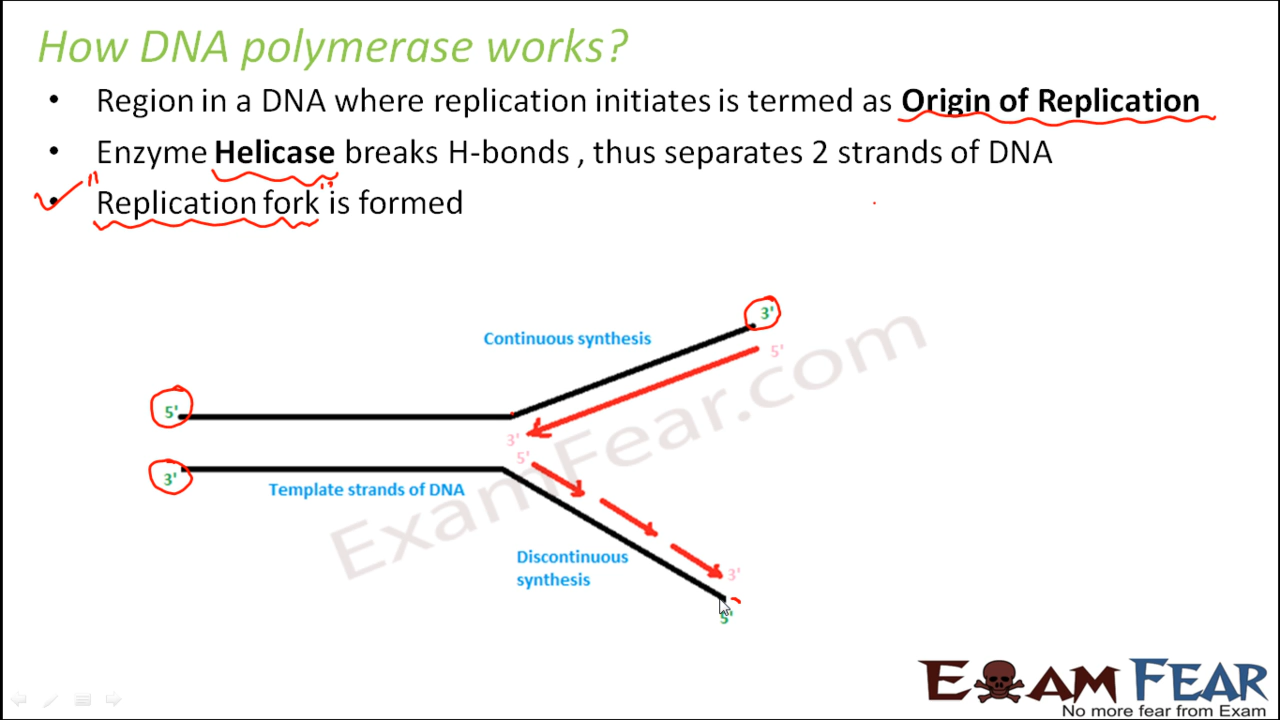 How DNA polymerase works?
• Region in a DNA where replication initiates is termed as Origin of Replication
• Enzyme Helicase breaks H-bonds , thus separates 2 strands of DNA
• Replication fork is formed
3'
Continuous synthesis
5'
5'
3'
5'
3'
Template strands of DNA
Discontinuous
synthesis
3'
5'
ExamFear.com
EXAM FEAR
No more fear from Exam